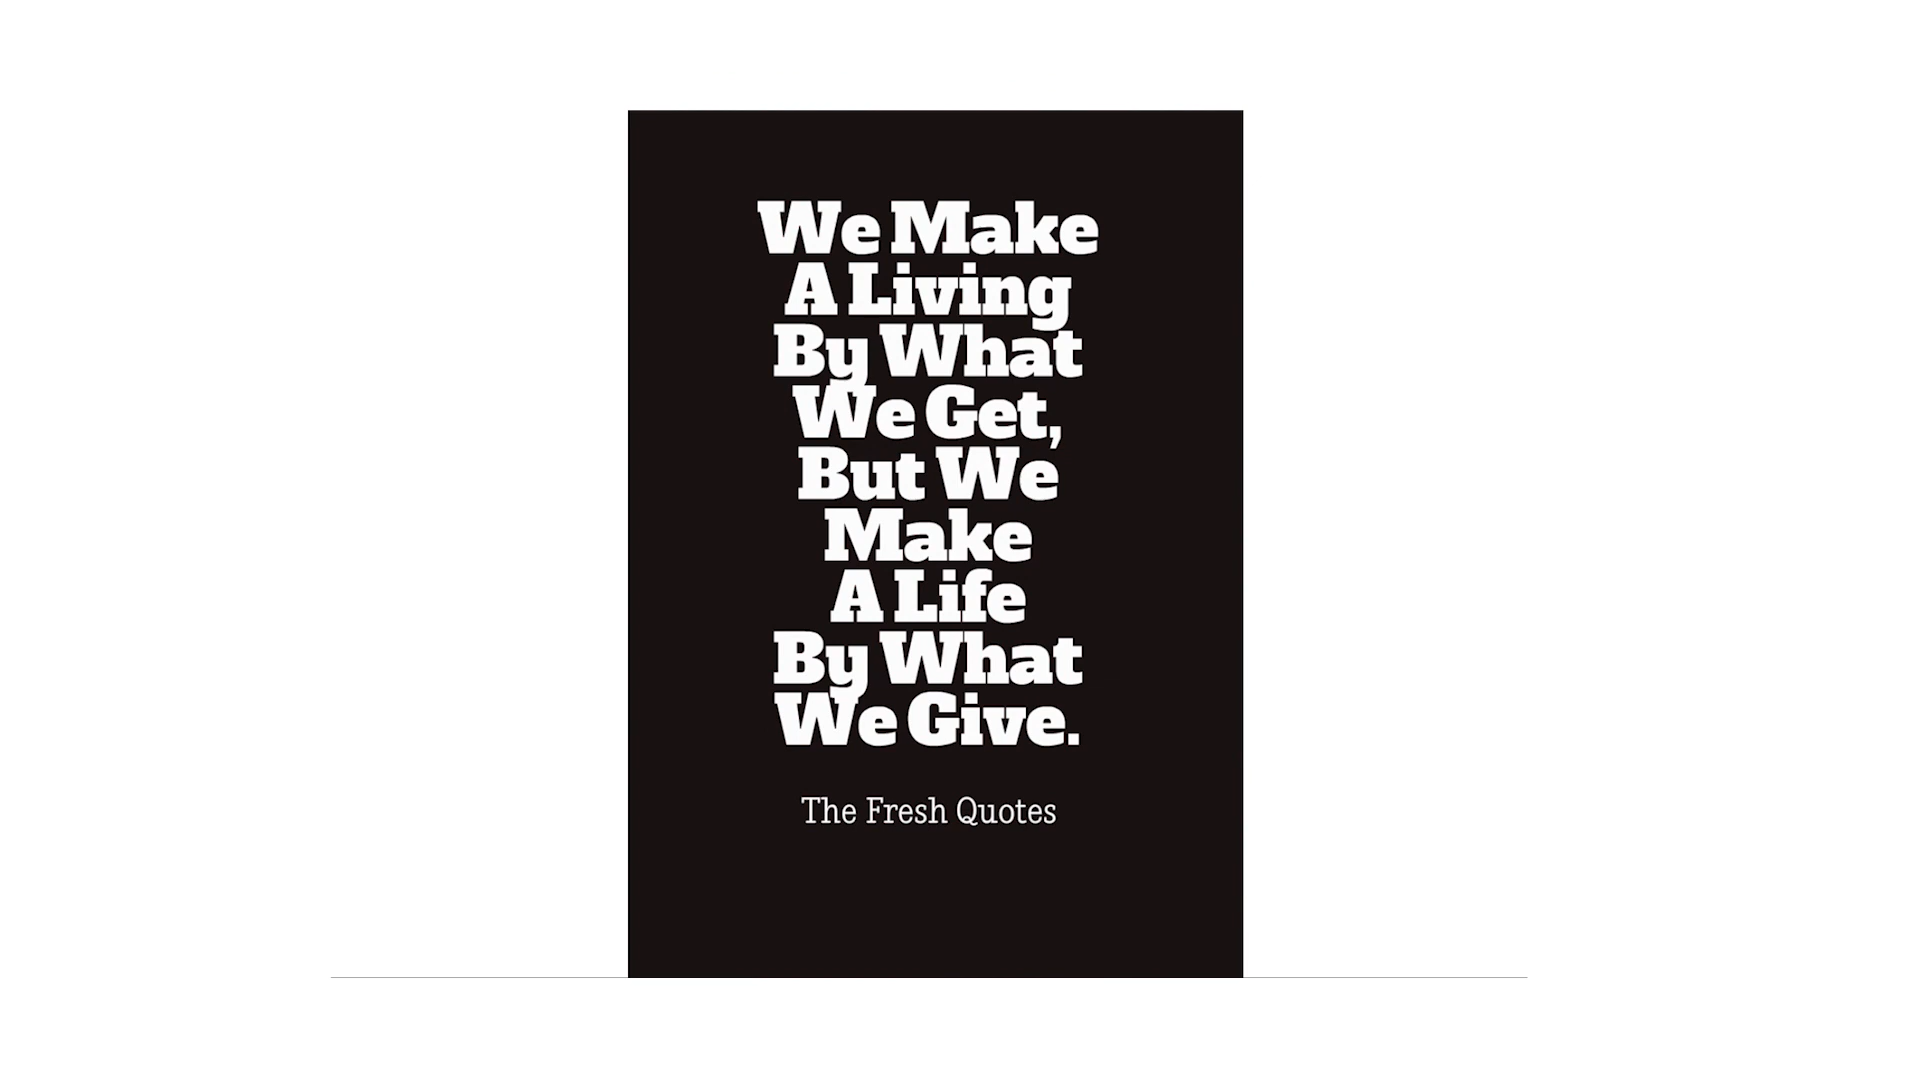 We Make
A Living
By What
We Get,
But We
Make
A Life
By What
We Give.
The Fresh Quotes